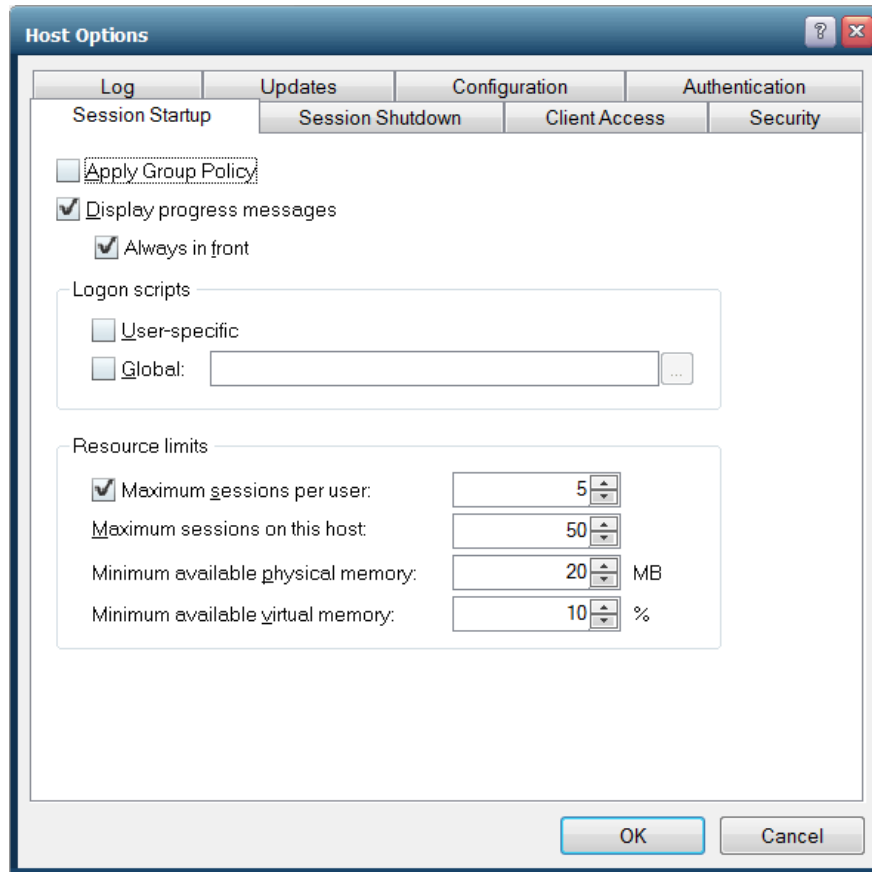 Host Options
Log Updates Configuration Authentication
Session Startup Session Shutdown Client Access Security
Apply Group Policy
Display progress messages
Always in front
Logon scripts
User-specific
Global: ...
Resource limits
Maximum sessions per user: 5
Maximum sessions on this host: 50
Minimum available physical memory: 20 MB
Minimum available virtual memory: 10 %
OK Cancel